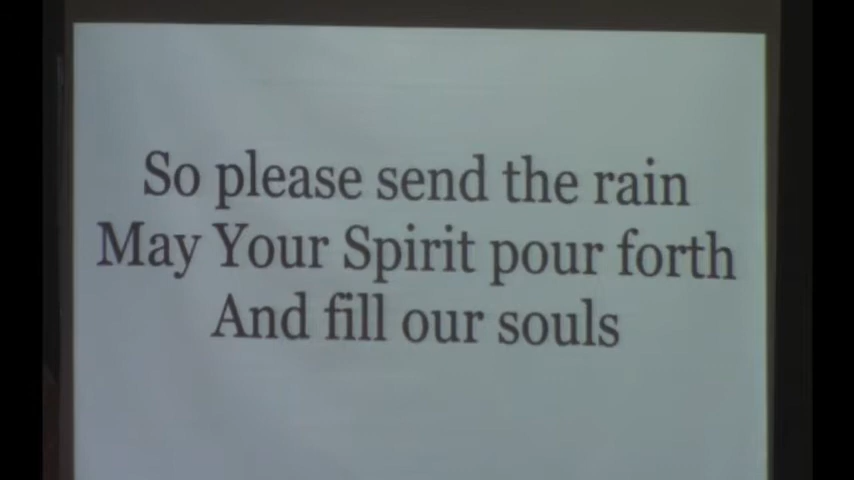 So please send the rain
May Your Spirit pour forth
And fill our souls